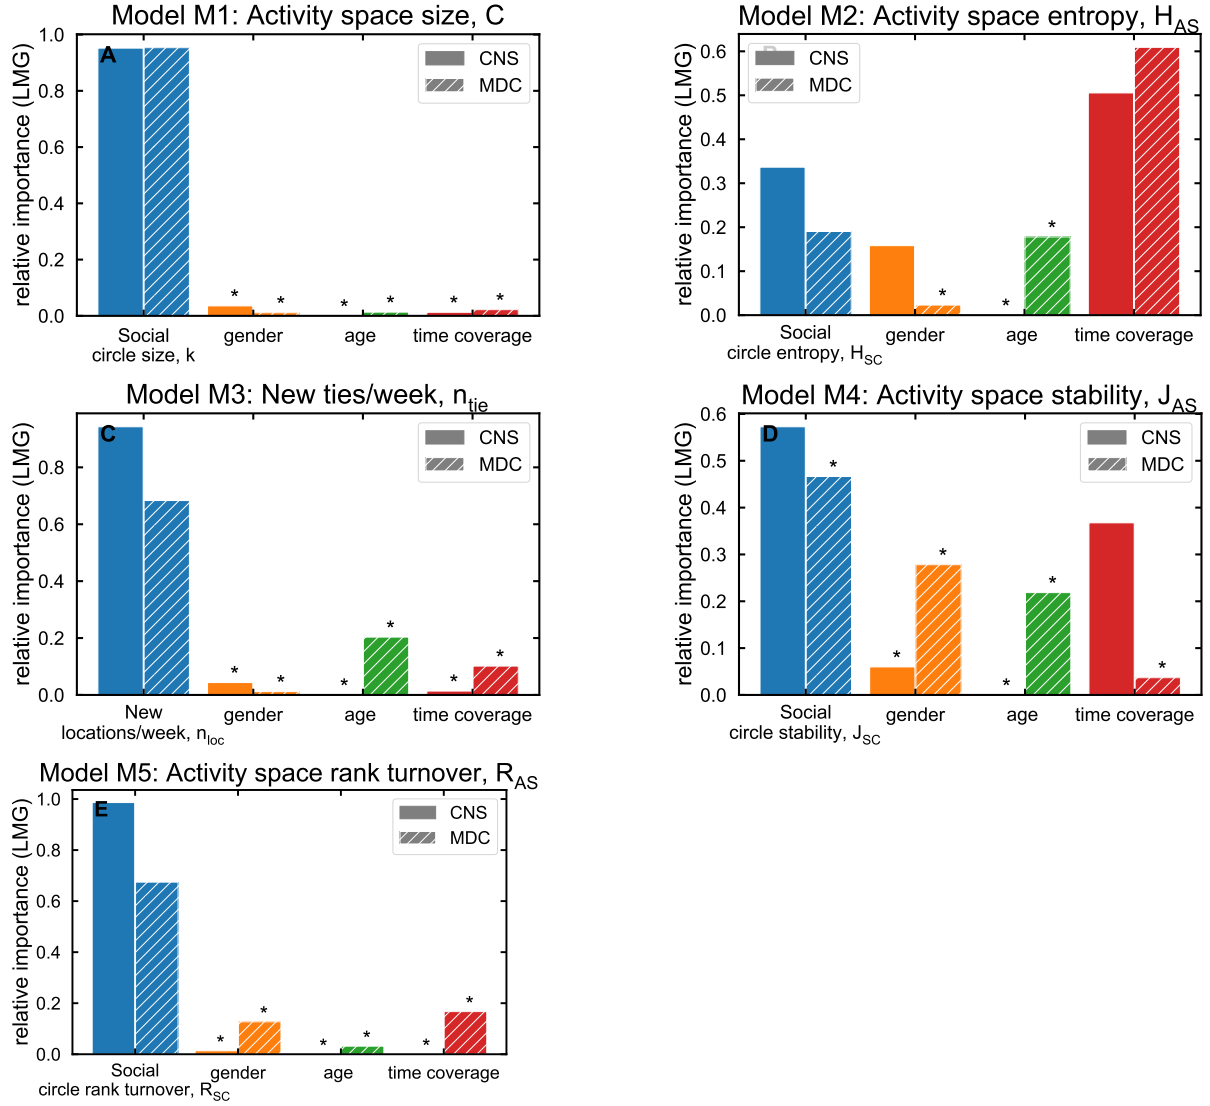 Model M1: Activity space size, C
relative importance (LMG)
1.0
0.8
0.6
0.4
0.2
0.0
A
CNS
MDC
* * * * * *
Social
circle size, k
gender
age
time coverage
Model M2: Activity space entropy, H_AS
relative importance (LMG)
0.6
0.5
0.4
0.3
0.2
0.1
0.0
B
CNS
MDC
* * *
Social
circle entropy, H_SC
gender
age
time coverage
Model M3: New ties/week, n_tie
relative importance (LMG)
0.8
0.6
0.4
0.2
0.0
C
CNS
MDC
* * * * * *
New
locations/week, n_loc
gender
age
time coverage
Model M4: Activity space stability, J_AS
relative importance (LMG)
0.6
0.5
0.4
0.3
0.2
0.1
0.0
D
CNS
MDC
* * * * * *
Social
circle stability, J_SC
gender
age
time coverage
Model M5: Activity space rank turnover, R_AS
relative importance (LMG)
1.0
0.8
0.6
0.4
0.2
0.0
E
CNS
MDC
* * * * * *
Social
circle rank turnover, R_SC
gender
age
time coverage